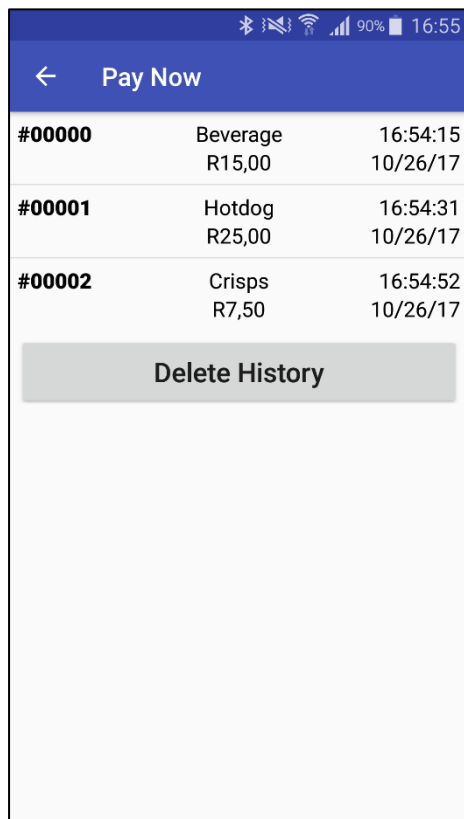 90% 16:55
Pay Now
#00000 Beverage 16:54:15
R15,00 10/26/17
#00001 Hotdog 16:54:31
R25,00 10/26/17
#00002 Crisps 16:54:52
R7,50 10/26/17
Delete History